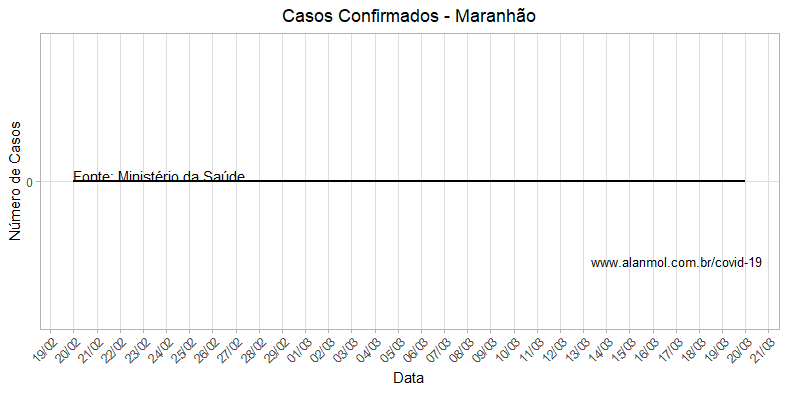 Casos Confirmados - Maranhão
Número de Casos
Fonte: Ministério da Saúde
0
www.alanmol.com.br/covid-19
19/02 20/02 21/02 22/02 23/02 24/02 25/02 26/02 27/02 28/02 29/02 01/03 02/03 03/03 04/03 05/03 06/03 07/03 08/03 09/03 10/03 11/03 12/03 13/03 14/03 15/03 16/03 17/03 18/03 19/03 20/03 21/03
Data